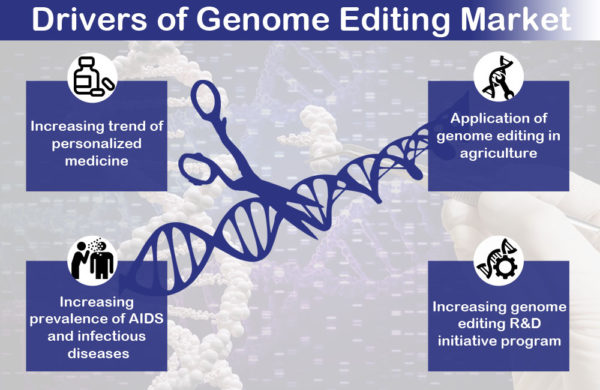 Drivers of Genome Editing Market
Increasing trend of
personalized
medicine
Application of
genome editing in
agriculture
Increasing
prevalence of AIDS
and infectious
diseases
Increasing genome
editing R&D
initiative program